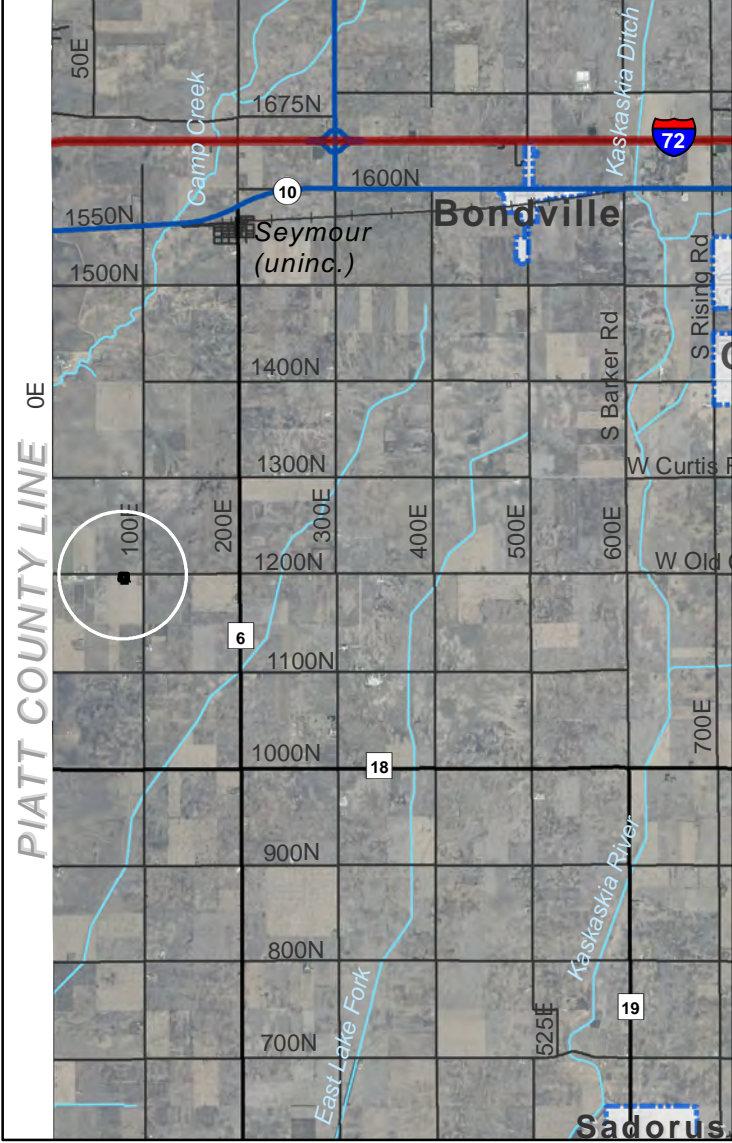 50E
Camp Creek
Kaskaskia Ditch
1675N
72
10
1600N
1550N
Bondville
Seymour
(uninc.)
1500N
S Rising Rd
S Barker Rd
1400N
0E
PIATT COUNTY LINE
1300N
W Curtis
100E
200E
300E
400E
500E
600E
1200N
W Old
6
1100N
700E
1000N
18
900N
Kaskaskia River
800N
East Lake Fork
19
525E
700N
Sadorus